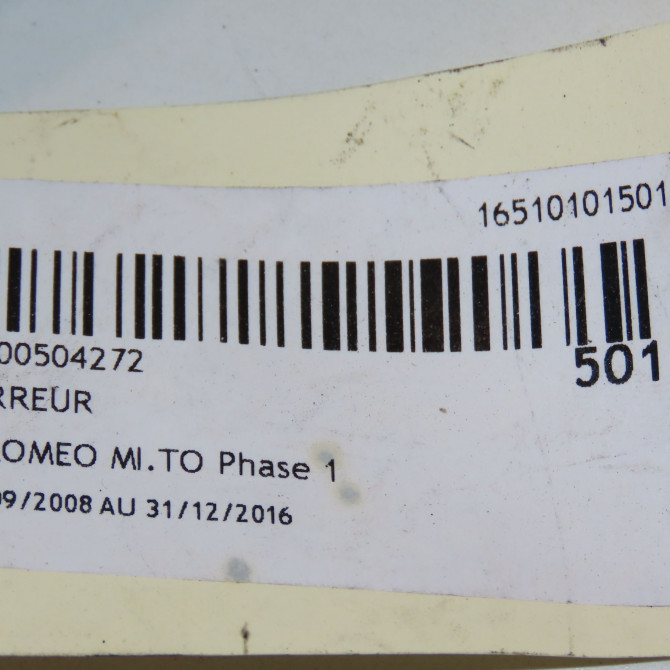 16510101501
00504272
501
RREUR
OMEO MI.TO Phase 1
09/2008 AU 31/12/2016